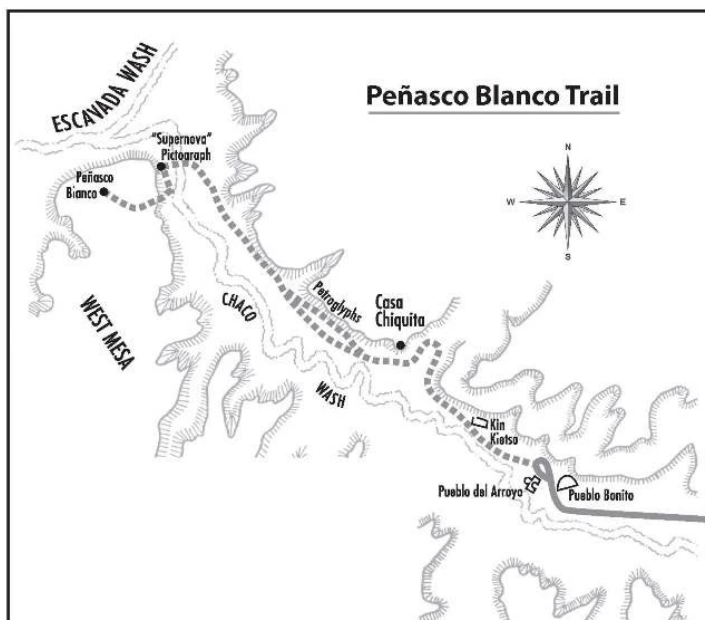 Peñasco Blanco Trail
ESCAVADA WASH
"Supernova"
Pictograph
Peñasco
Blanco
N
W
E
S
WEST MESA
CHACO
WASH
Petroglyphs
Casa
Chiquita
Kin
Kletso
Pueblo del Arroyo
Pueblo Bonito